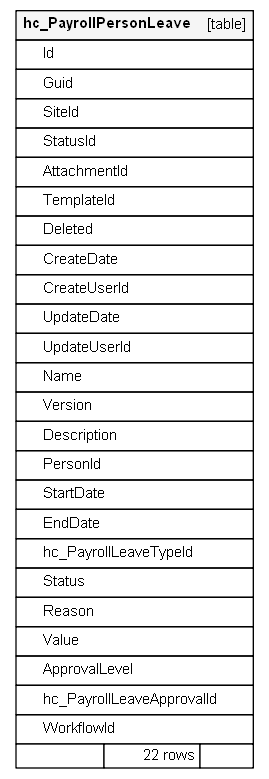 hc_PayrollPersonLeave [table]
Id
Guid
SiteId
StatusId
AttachmentId
TemplateId
Deleted
CreateDate
CreateUserId
UpdateDate
UpdateUserId
Name
Version
Description
PersonId
StartDate
EndDate
hc_PayrollLeaveTypeId
Status
Reason
Value
ApprovalLevel
hc_PayrollLeaveApprovalId
WorkflowId
22 rows